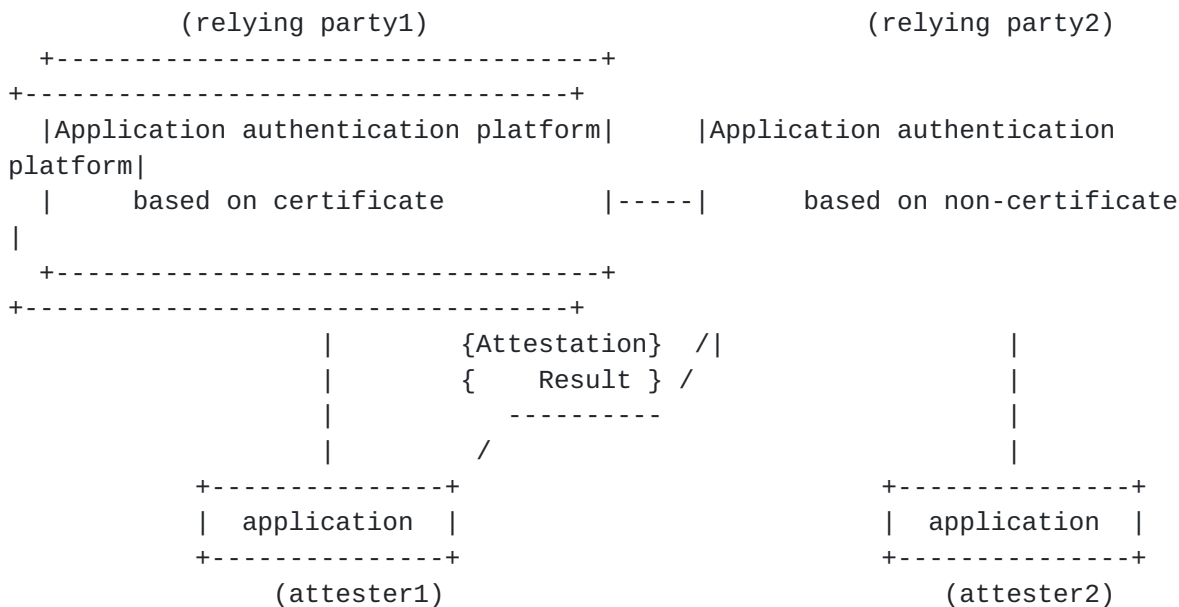 (relying party1)                            (relying party2)
  +-----------------------------------+
+-----------------------------------+
  |Application authentication platform|     |Application authentication
platform|
  |     based on certificate          |-----|      based on non-certificate
|
  +-----------------------------------+
+-----------------------------------+
                    |        {Attestation}  /|                  |
                    |        {    Result } /                    |
                    |           ----------                      |
                    |         /                                 |
            +---------------+                           +---------------+
            |  application  |                           |  application  |
            +---------------+                           +---------------+
                 (attester1)                                (attester2)